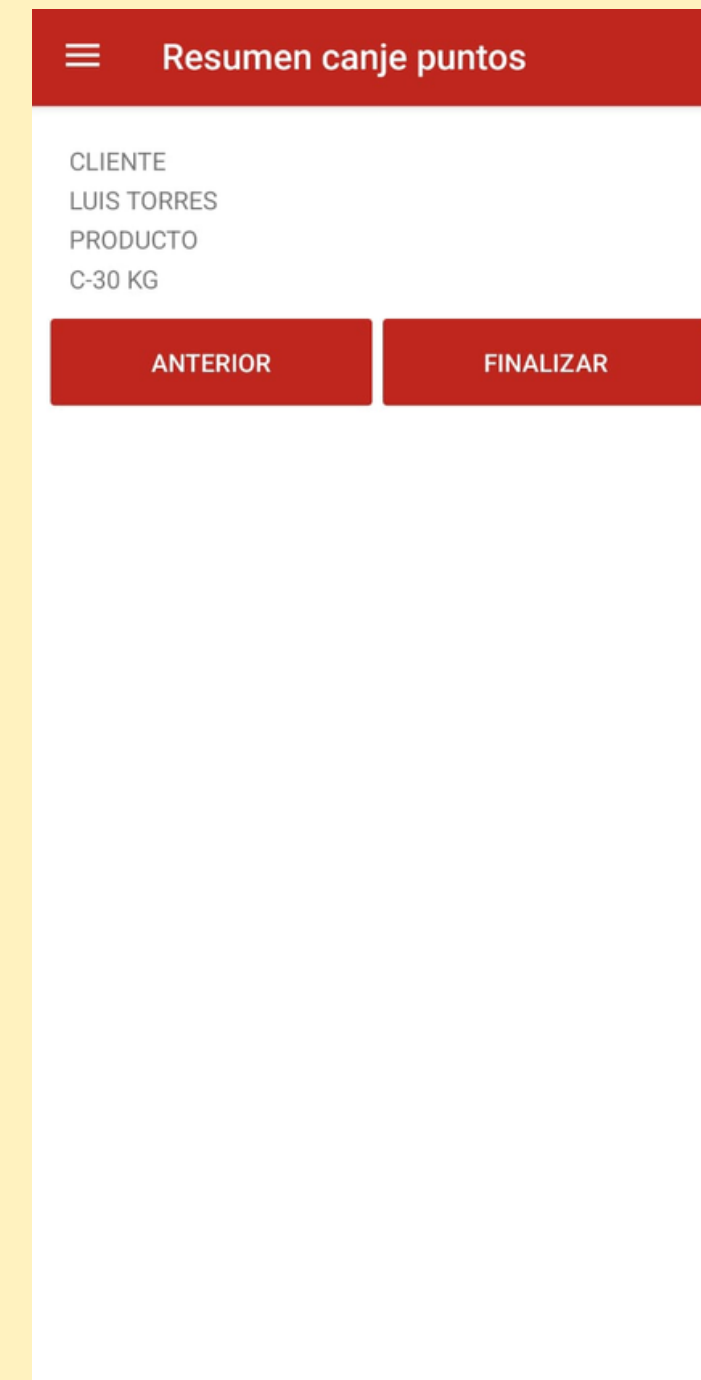 Resumen canje puntos
CLIENTE
LUIS TORRES
PRODUCTO
C-30 KG
ANTERIOR
FINALIZAR